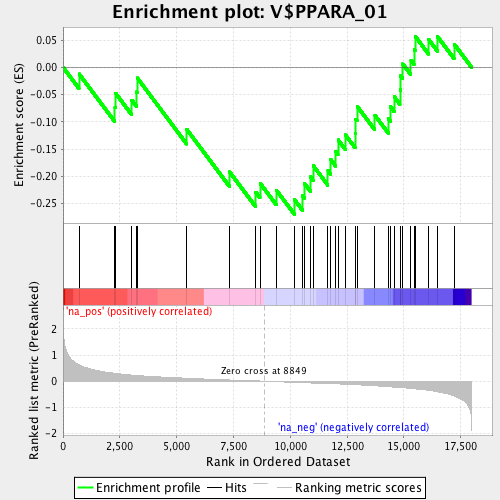 Enrichment plot: V$PPARA_01
Enrichment score (ES)
0.05
0.00
-0.05
-0.10
-0.15
-0.20
-0.25
'na_pos' (positively correlated)
Ranked list metric (PreRanked)
2
1
0
-1
-2
Zero cross at 8849
'na_neg' (negatively correlated)
0
2,500
5,000
7,500
10,000
12,500
15,000
17,500
Rank in Ordered Dataset
Enrichment profile
Hits
Ranking metric scores